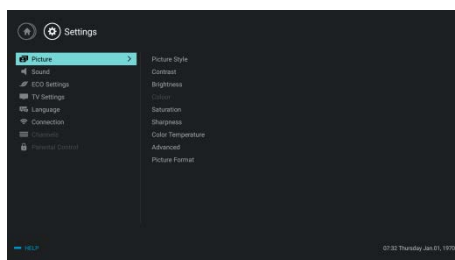 Settings
Picture
Sound
ECO Settings
TV Settings
Language
Connection
Channels
Parental Control
Picture Style
Contrast
Brightness
Colour
Saturation
Sharpness
Color Temperature
Advanced
Picture Format
HELP
07:32 Thursday Jan.01, 1970